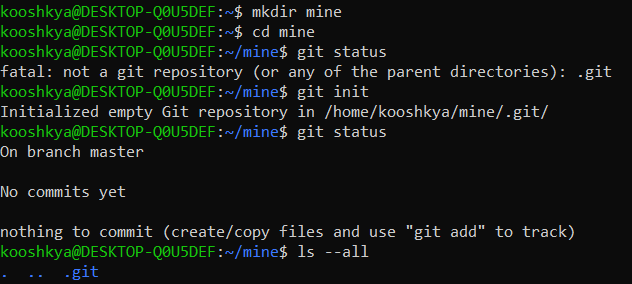 kooshkya@DESKTOP-Q0U5DEF:~$ mkdir mine
kooshkya@DESKTOP-Q0U5DEF:~$ cd mine
kooshkya@DESKTOP-Q0U5DEF:~/mine$ git status
fatal: not a git repository (or any of the parent directories): .git
kooshkya@DESKTOP-Q0U5DEF:~/mine$ git init
Initialized empty Git repository in /home/kooshkya/mine/.git/
kooshkya@DESKTOP-Q0U5DEF:~/mine$ git status
On branch master
No commits yet
nothing to commit (create/copy files and use "git add" to track)
kooshkya@DESKTOP-Q0U5DEF:~/mine$ ls --all
.  ..  .git